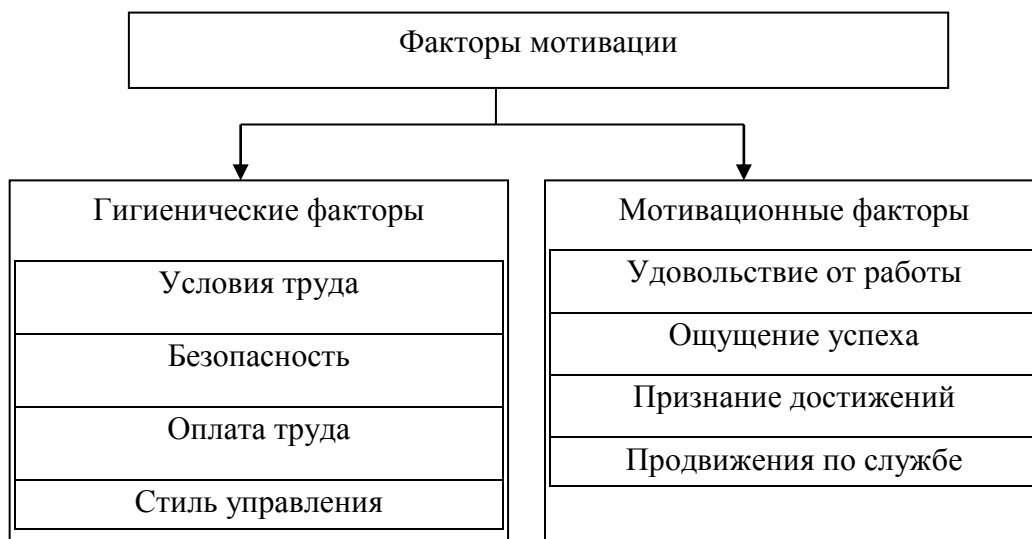 Факторы мотивации
Гигиенические факторы
Условия труда
Безопасность
Оплата труда
Стиль управления
Мотивационные факторы
Удовольствие от работы
Ощущение успеха
Признание достижений
Продвижения по службе